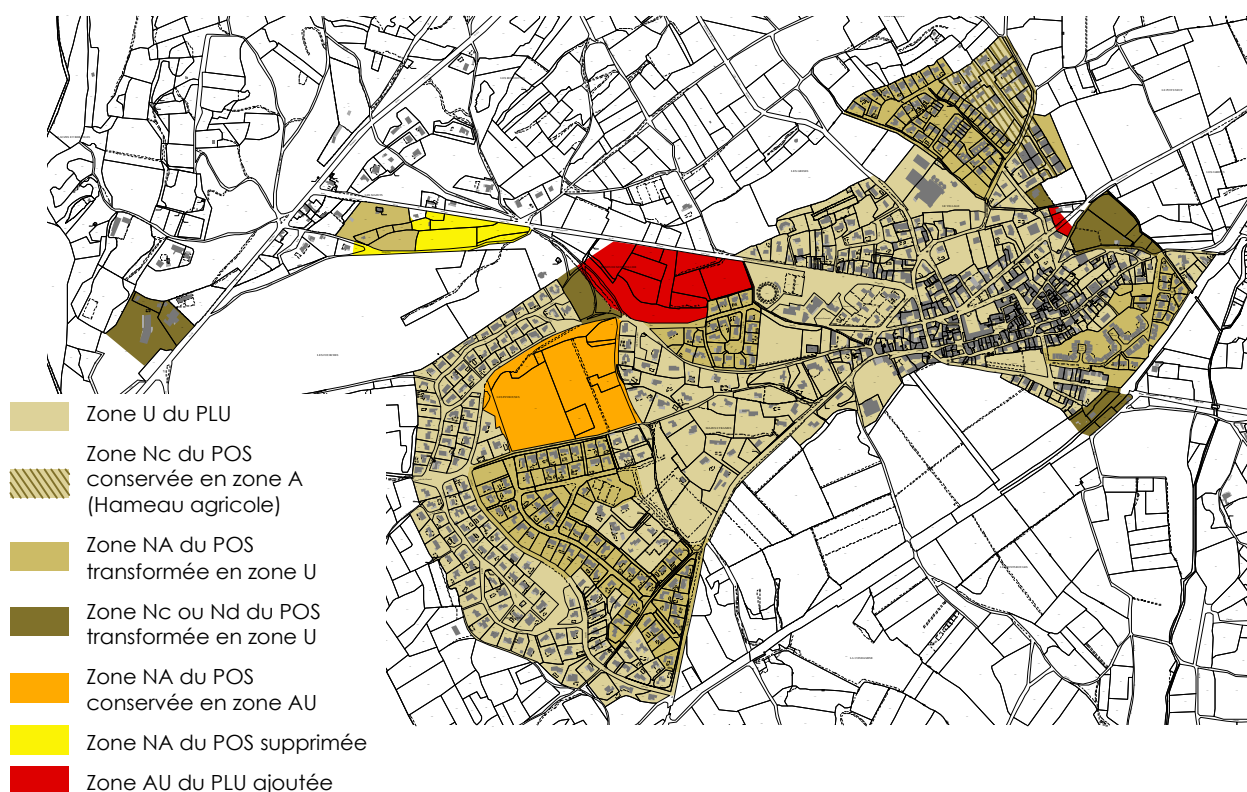 Zone U du PLU
Zone Nc du POS
conservée en zone A
(Hameau agricole)
Zone NA du POS
transformée en zone U
Zone Nc ou Nd du POS
transformée en zone U
Zone NA du POS
conservée en zone AU
Zone NA du POS supprimée
Zone AU du PLU ajoutée